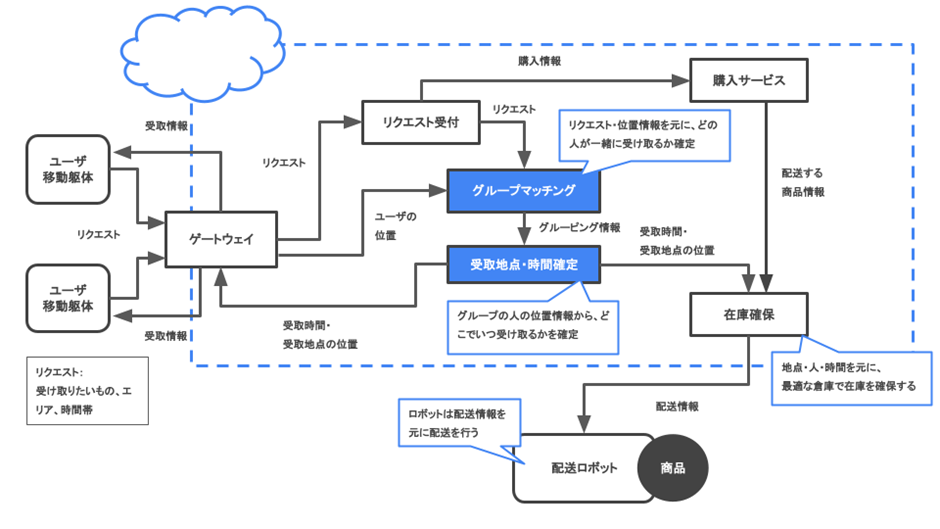 購入情報
購入サービス
受取情報
リクエスト受付
リクエスト
リクエスト・位置情報を元に、どの
人が一緒に受け取るか確定
ユーザ
移動躯体
リクエスト
グループマッチング
配送する
商品情報
リクエスト
ゲートウェイ
ユーザの
位置
グルーピング情報
受取時間・
受取地点の位置
受取地点・時間確定
ユーザ
移動躯体
在庫確保
グループの人の位置情報から、ど
こでいつ受け取るかを確定
受取情報
受取時間・
受取地点の位置
地点・人・時間を元に、
最適な倉庫で在庫を確保する
リクエスト:
受け取りたいもの、エ
リア、時間帯
配送情報
ロボットは配送情報を
元に配送を行う
配送ロボット
商品